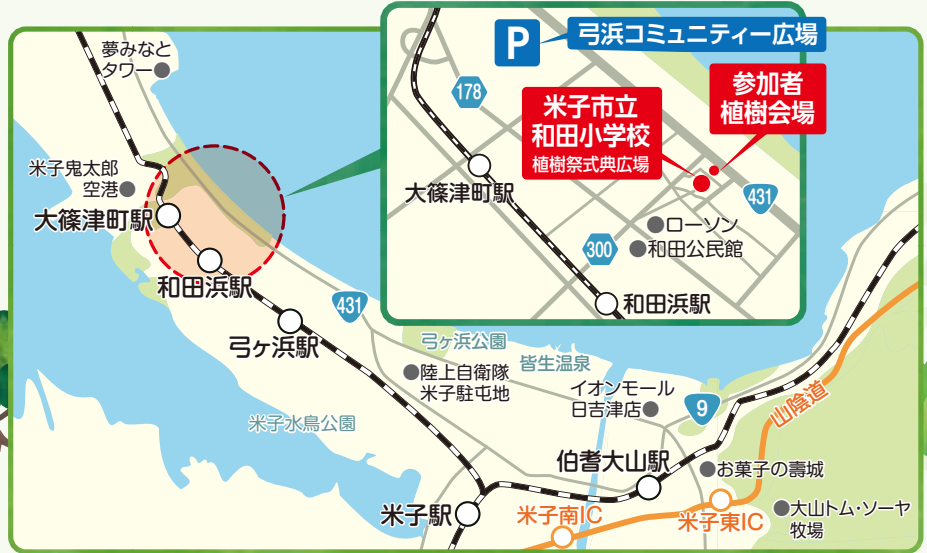 夢みなと
タワー
米子鬼太郎
空港
大篠津町駅
和田浜駅
431
弓ヶ浜駅
弓ヶ浜公園
皆生温泉
陸上自衛隊
米子駐屯地
米子水鳥公園
イオンモール
日吉津店
9
山陰道
伯耆大山駅
お菓子の壽城
米子駅
米子南IC
米子東IC
大山トム・ソーヤ
牧場
P
弓浜コミュニティー広場
178
参加者
植樹会場
米子市立
和田小学校
植樹祭式典広場
大篠津町駅
431
ローソン
300
和田公民館
和田浜駅